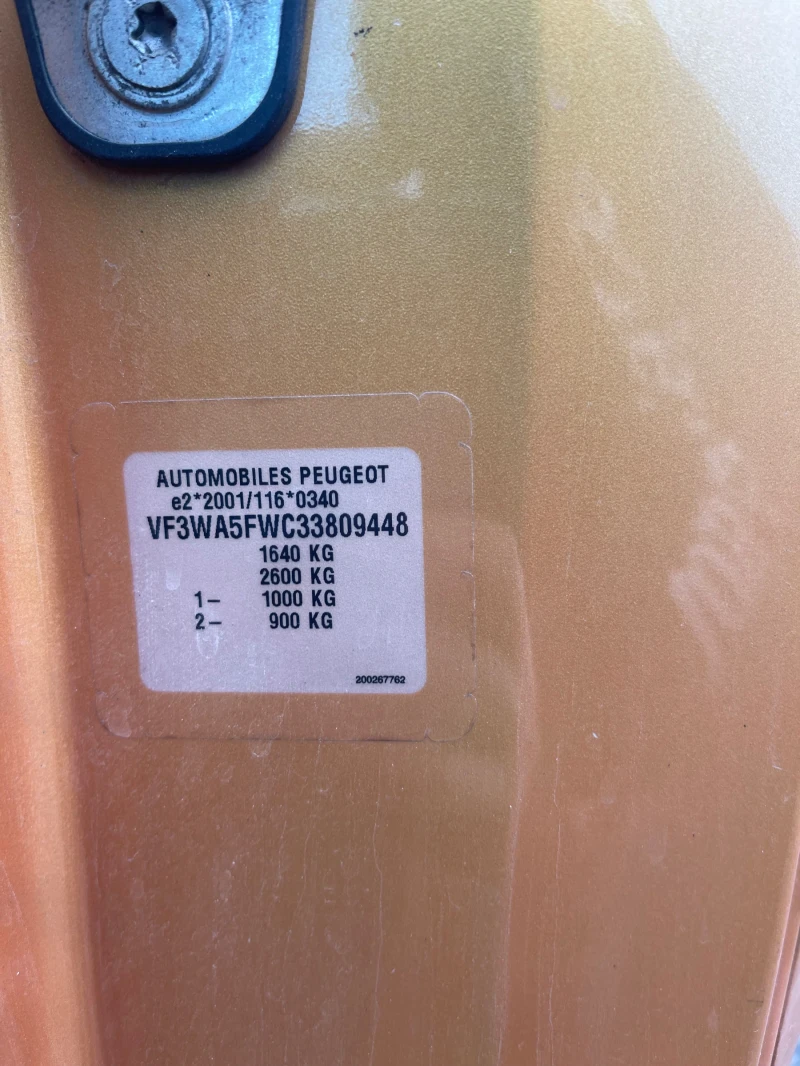 AUTOMOBILES PEUGEOT
e2*2001/116*0340
VF3WA5FWC33809448
1640 KG
2600 KG
1- 1000 KG
2- 900 KG
200267762